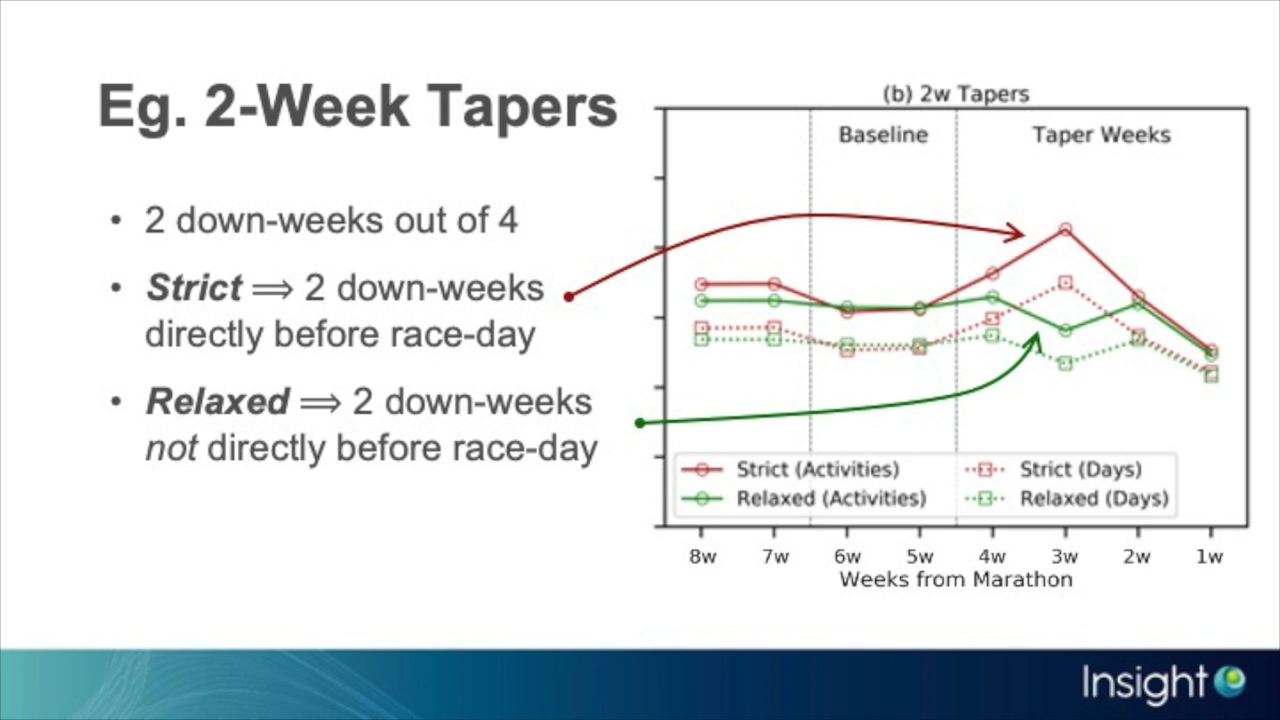 Eg. 2-Week Tapers
• 2 down-weeks out of 4
• Strict ⟹ 2 down-weeks
directly before race-day
• Relaxed ⟹ 2 down-weeks
not directly before race-day
(b) 2w Tapers
Baseline
Taper Weeks
Strict (Activities)
Relaxed (Activities)
Strict (Days)
Relaxed (Days)
8w 7w 6w 5w 4w 3w 2w 1w
Weeks from Marathon
Insight